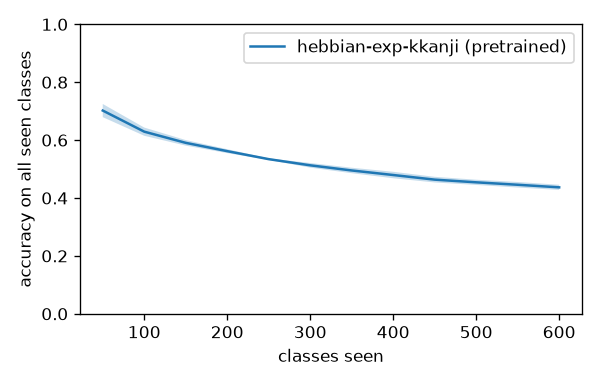 hebbian-exp-kkanji (pretrained)
accuracy on all seen classes
1.0
0.8
0.6
0.4
0.2
0.0
100 200 300 400 500 600
classes seen